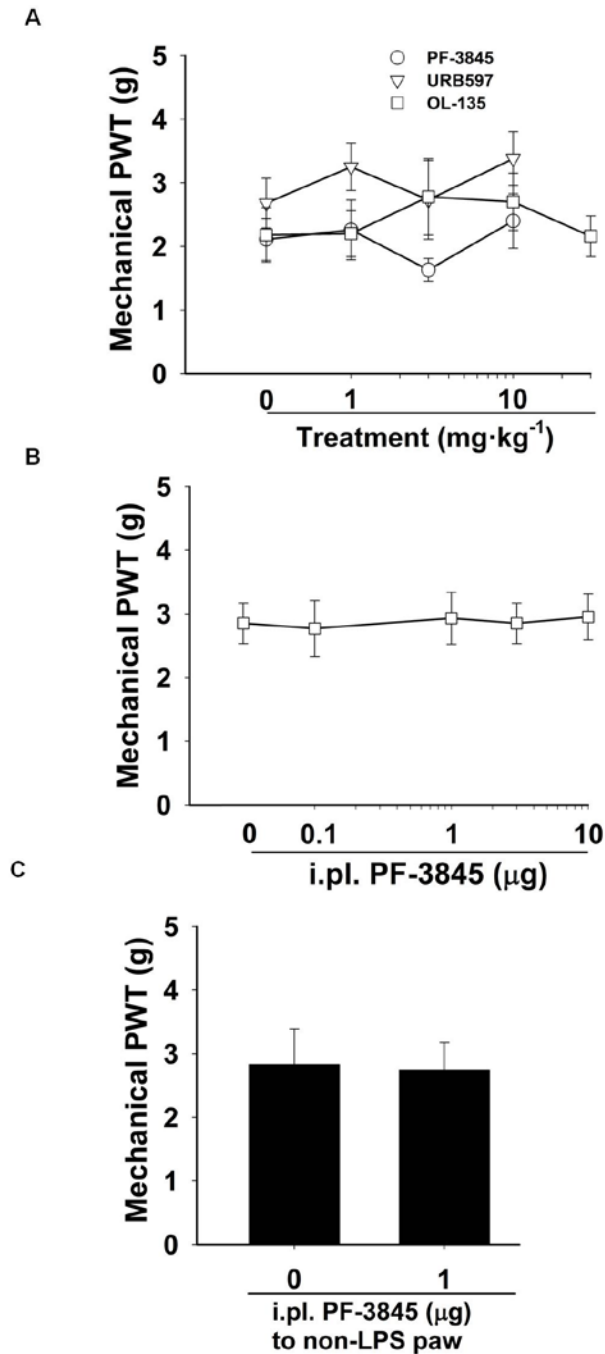 A
Mechanical PWT (g)
5
4
3
2
1
0
PF-3845
URB597
OL-135
0 1 10
Treatment (mg·kg⁻¹)
B
Mechanical PWT (g)
5
4
3
2
1
0
0 0.1 1 10
i.pl. PF-3845 (μg)
C
Mechanical PWT (g)
5
4
3
2
1
0
0 1
i.pl. PF-3845 (μg)
to non-LPS paw